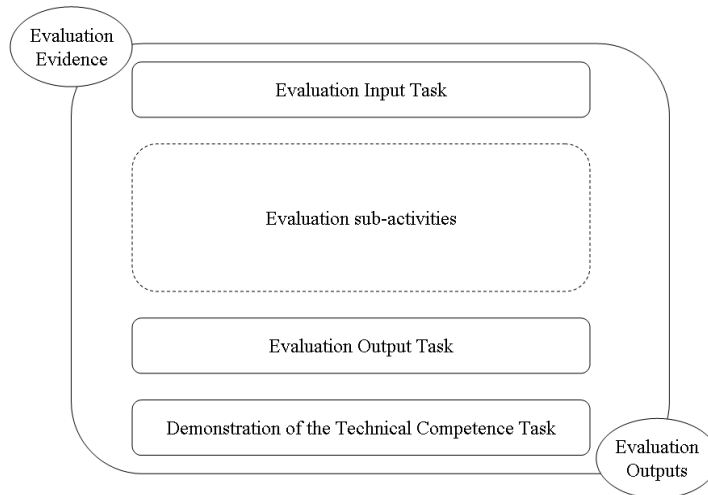 Evaluation
Evidence
Evaluation Input Task
Evaluation sub-activities
Evaluation Output Task
Demonstration of the Technical Competence Task
Evaluation
Outputs